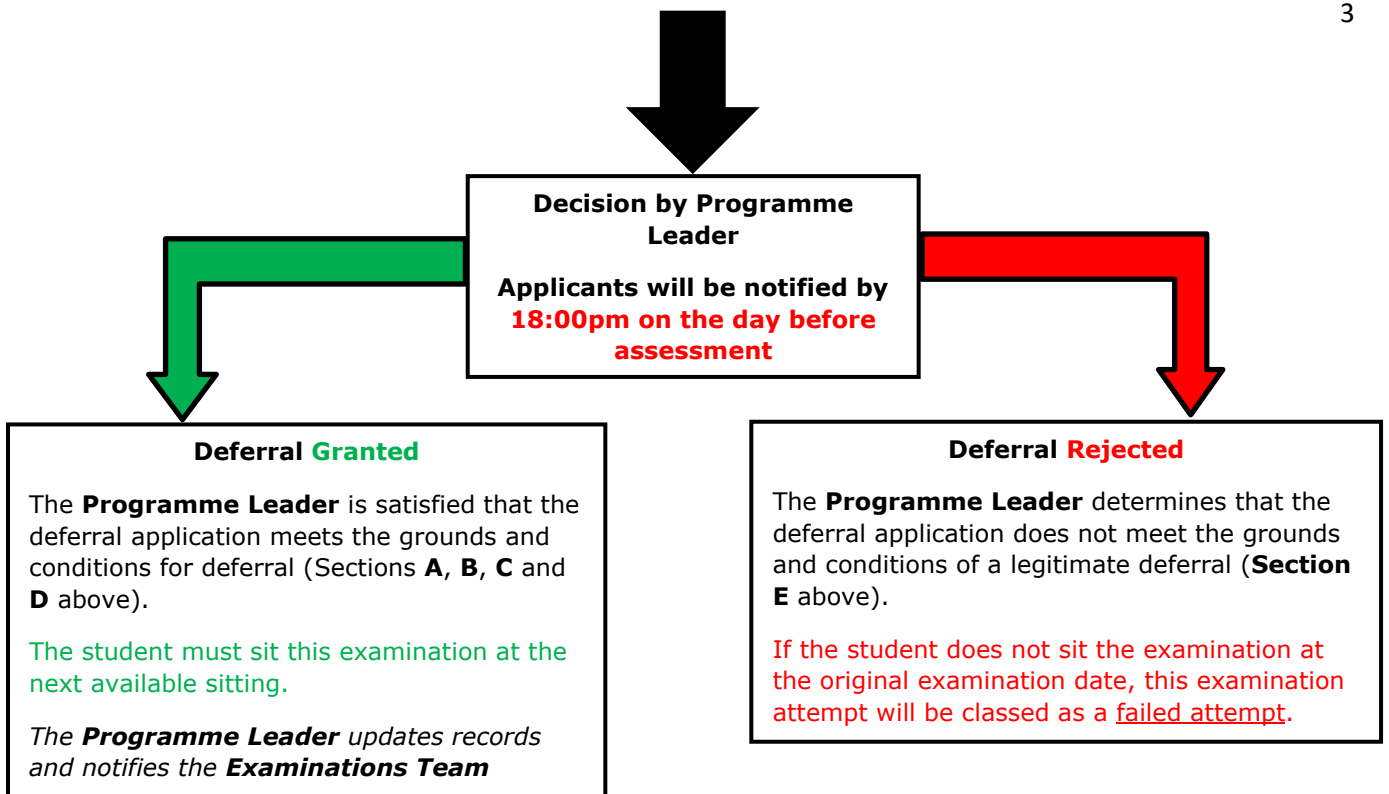 3
Decision by Programme
Leader
Applicants will be notified by
18:00pm on the day before
assessment
Deferral Granted
The Programme Leader is satisfied that the
deferral application meets the grounds and
conditions for deferral (Sections A, B, C and
D above).
The student must sit this examination at the
next available sitting.
The Programme Leader updates records
and notifies the Examinations Team
Deferral Rejected
The Programme Leader determines that the
deferral application does not meet the grounds
and conditions of a legitimate deferral (Section
E above).
If the student does not sit the examination at
the original examination date, this examination
attempt will be classed as a failed attempt.